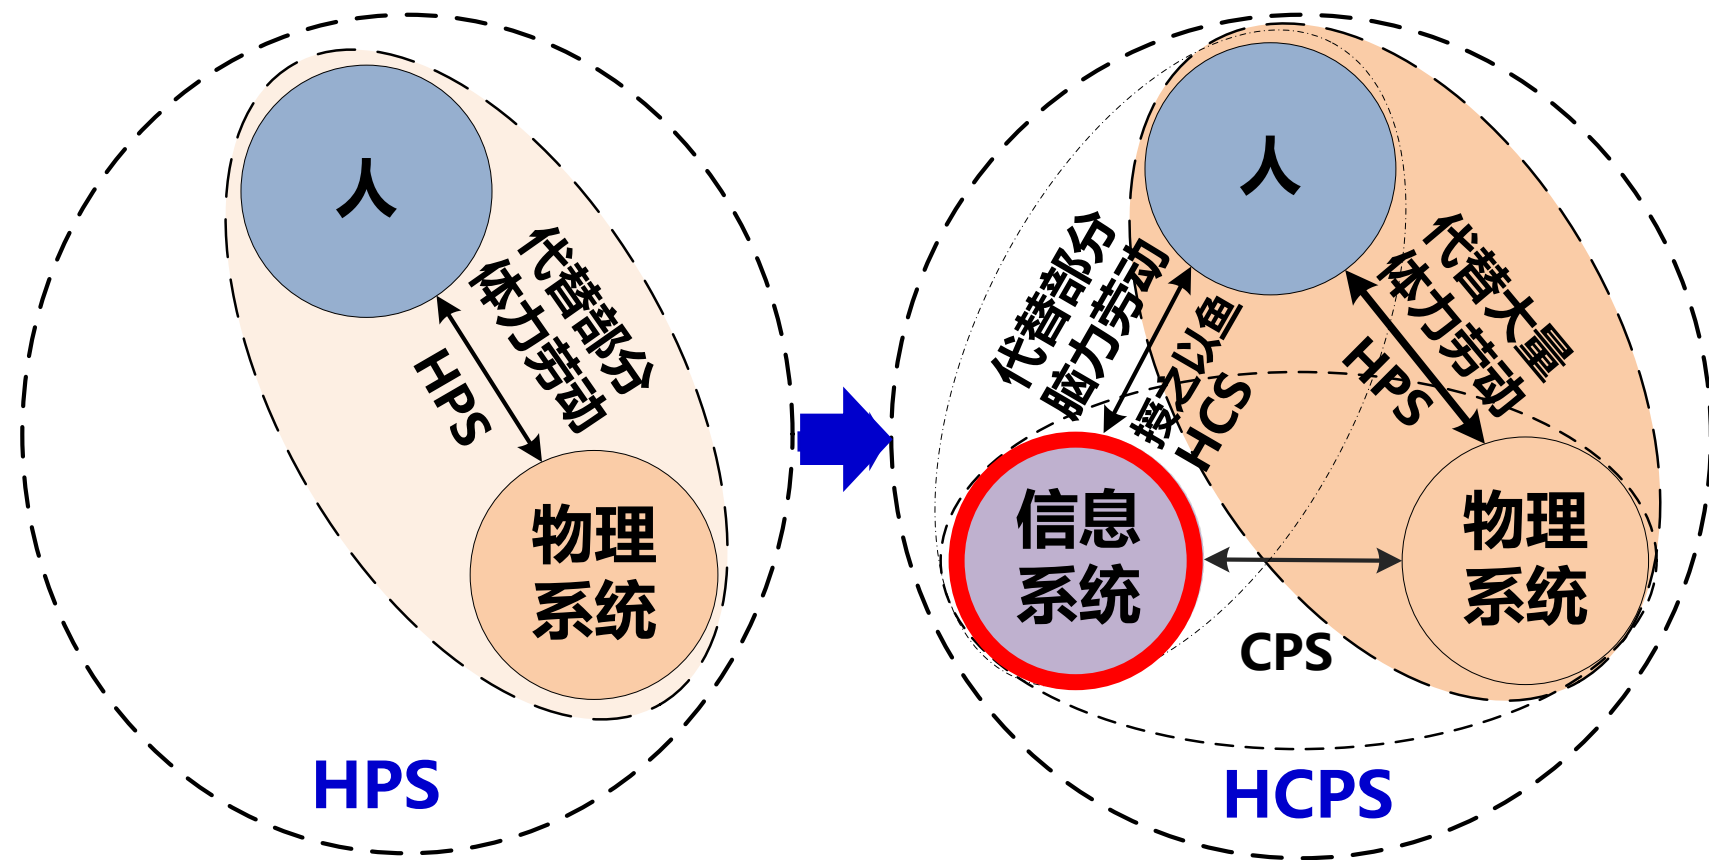 人
代替部分
体力劳动
HPS
物理
系统
HPS
人
代替部分
脑力劳动
授之以鱼
HCS
代替大量
体力劳动
HPS
信息
系统
物理
系统
CPS
HCPS